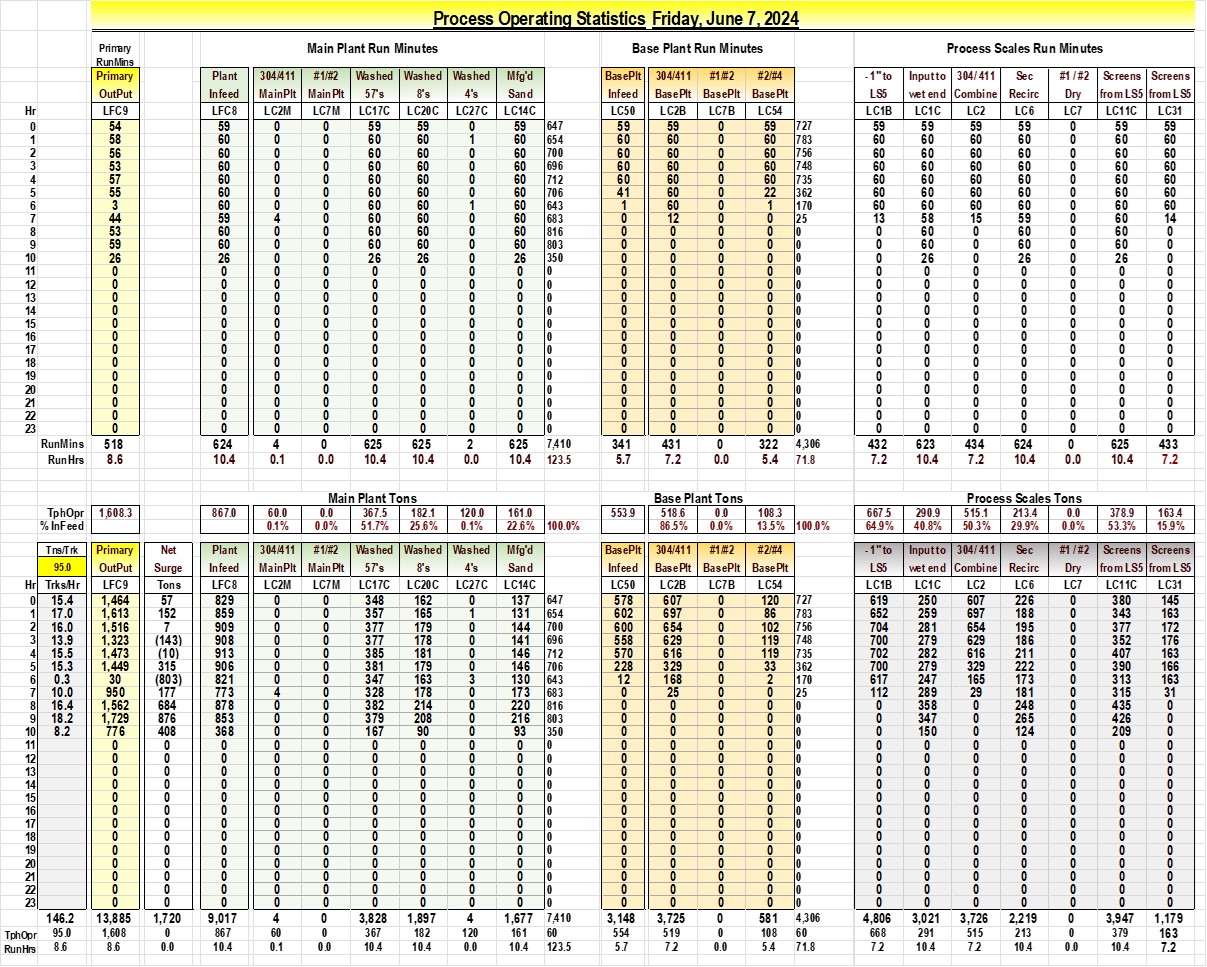 Process Operating Statistics Friday, June 7, 2024
Primary Main Plant Run Minutes Base Plant Run Minutes Process Scales Run Minutes
RunMins
Primary Plant 304/411 #1/#2 Washed Washed Washed Mfg'd BasePlt 304/411 #1/#2 #2/#4 - 1" to Input to 304/ 411 Sec #1 / #2 Screens Screens
OutPut Infeed MainPlt Main Plt 57's 8's 4's Sand Infeed BasePlt BasePlt BasePlt LS5 wet end Combine Recirc Dry from LS5 from LS5
Hr LFC9 LFC8 LC2M LC7M LC17C LC20C LC27C LC14C LC50 LC2B LC7B LC54 LC1B LC1C LC2 LC6 LC7 LC11C LC31
0 54 59 0 0 59 59 0 59 647 59 59 0 59 727 59 59 59 59 0 59 59
1 58 60 0 0 60 60 1 60 654 60 60 0 60 783 60 60 60 60 0 60 60
2 56 60 0 0 60 60 0 60 700 60 60 0 60 756 60 60 60 60 0 60 60
3 53 60 0 0 60 60 0 60 696 60 60 0 60 748 60 60 60 60 0 60 60
4 57 60 0 0 60 60 0 60 712 60 60 0 60 735 60 60 60 60 0 60 60
5 55 60 0 0 60 60 0 60 706 41 60 0 22 362 60 60 60 60 0 60 60
6 3 60 0 0 60 60 1 60 643 1 60 0 1 170 60 60 60 60 0 60 60
7 44 59 4 0 60 60 0 60 683 0 12 0 0 25 13 58 15 59 0 60 14
8 53 60 0 0 60 60 0 60 816 0 0 0 0 0 0 60 0 60 0 60 0
9 59 60 0 0 60 60 0 60 803 0 0 0 0 0 0 60 0 60 0 60 0
10 26 26 0 0 26 26 0 26 350 0 0 0 0 0 0 26 0 26 0 26 0
11 0 0 0 0 0 0 0 0 0 0 0 0 0 0 0 0 0 0 0 0 0
12 0 0 0 0 0 0 0 0 0 0 0 0 0 0 0 0 0 0 0 0 0
13 0 0 0 0 0 0 0 0 0 0 0 0 0 0 0 0 0 0 0 0 0
14 0 0 0 0 0 0 0 0 0 0 0 0 0 0 0 0 0 0 0 0 0
15 0 0 0 0 0 0 0 0 0 0 0 0 0 0 0 0 0 0 0 0 0
16 0 0 0 0 0 0 0 0 0 0 0 0 0 0 0 0 0 0 0 0 0
17 0 0 0 0 0 0 0 0 0 0 0 0 0 0 0 0 0 0 0 0 0
18 0 0 0 0 0 0 0 0 0 0 0 0 0 0 0 0 0 0 0 0 0
19 0 0 0 0 0 0 0 0 0 0 0 0 0 0 0 0 0 0 0 0 0
20 0 0 0 0 0 0 0 0 0 0 0 0 0 0 0 0 0 0 0 0 0
21 0 0 0 0 0 0 0 0 0 0 0 0 0 0 0 0 0 0 0 0 0
22 0 0 0 0 0 0 0 0 0 0 0 0 0 0 0 0 0 0 0 0 0
23 0 0 0 0 0 0 0 0 0 0 0 0 0 0 0 0 0 0 0 0 0
RunMins 518 624 4 0 625 625 2 625 7,410 341 431 0 322 4,306 432 623 434 624 0 625 433
RunHrs 8.6 10.4 0.1 0.0 10.4 10.4 0.0 10.4 123.5 5.7 7.2 0.0 5.4 71.8 7.2 10.4 7.2 10.4 0.0 10.4 7.2
Main Plant Tons Base Plant Tons Process Scales Tons
TphOpr 1,608.3 867.0 60.0 0.0 367.5 182.1 120.0 161.0 553.9 518.6 0.0 108.3 667.5 290.9 515.1 213.4 0.0 378.9 163.4
% InFeed 0.1% 0.0% 51.7% 25.6% 0.1% 22.6% 100.0% 86.5% 0.0% 13.5% 100.0% 64.9% 40.8% 50.3% 29.9% 0.0% 53.3% 15.9%
Tns/Trk Primary Net Plant 304/411 #1/#2 Washed Washed Washed Mfg'd BasePlt 304/411 #1/#2 #2/#4 - 1" to Input to 304/ 411 Sec #1 / #2 Screens Screens
95.0 OutPut Surge Infeed MainPlt MainPlt 57's 8's 4's Sand Infeed BasePlt BasePlt BasePlt LS5 wet end Combine Recirc Dry from LS5 from LS5
Hr Trks/Hr LFC9 Tons LFC8 LC2M LC7M LC17C LC20C LC27C LC14C LC50 LC2B LC7B LC54 LC1B LC1C LC2 LC6 LC7 LC11C LC31
0 15.4 1,464 57 829 0 0 348 162 0 137 647 578 607 0 120 727 619 250 607 226 0 380 145
1 17.0 1,613 152 859 0 0 357 165 1 131 654 602 697 0 86 783 652 259 697 188 0 343 163
2 16.0 1,516 7 909 0 0 377 179 0 144 700 600 654 0 102 756 704 281 654 195 0 377 172
3 13.9 1,323 (143) 908 0 0 377 178 0 141 696 558 629 0 119 748 700 279 629 186 0 352 176
4 15.5 1,473 (10) 913 0 0 385 181 0 146 712 570 616 0 119 735 702 282 616 211 0 407 163
5 15.3 1,449 315 906 0 0 381 179 0 146 706 228 329 0 33 362 700 279 329 222 0 390 166
6 0.3 30 (803) 821 0 0 347 163 3 130 643 12 168 0 2 170 617 247 165 173 0 313 163
7 10.0 950 177 773 4 0 328 178 0 173 683 0 25 0 0 25 112 289 29 181 0 315 31
8 16.4 1,562 684 878 0 0 382 214 0 220 816 0 0 0 0 0 0 358 0 248 0 435 0
9 18.2 1,729 876 853 0 0 379 208 0 216 803 0 0 0 0 0 0 347 0 265 0 426 0
10 8.2 776 408 368 0 0 167 90 0 93 350 0 0 0 0 0 0 150 0 124 0 209 0
11 0 0 0 0 0 0 0 0 0 0 0 0 0 0 0 0 0 0 0 0 0 0
12 0 0 0 0 0 0 0 0 0 0 0 0 0 0 0 0 0 0 0 0 0 0
13 0 0 0 0 0 0 0 0 0 0 0 0 0 0 0 0 0 0 0 0 0 0
14 0 0 0 0 0 0 0 0 0 0 0 0 0 0 0 0 0 0 0 0 0 0
15 0 0 0 0 0 0 0 0 0 0 0 0 0 0 0 0 0 0 0 0 0 0
16 0 0 0 0 0 0 0 0 0 0 0 0 0 0 0 0 0 0 0 0 0 0
17 0 0 0 0 0 0 0 0 0 0 0 0 0 0 0 0 0 0 0 0 0 0
18 0 0 0 0 0 0 0 0 0 0 0 0 0 0 0 0 0 0 0 0 0 0
19 0 0 0 0 0 0 0 0 0 0 0 0 0 0 0 0 0 0 0 0 0 0
20 0 0 0 0 0 0 0 0 0 0 0 0 0 0 0 0 0 0 0 0 0 0
21 0 0 0 0 0 0 0 0 0 0 0 0 0 0 0 0 0 0 0 0 0 0
22 0 0 0 0 0 0 0 0 0 0 0 0 0 0 0 0 0 0 0 0 0 0
23 0 0 0 0 0 0 0 0 0 0 0 0 0 0 0 0 0 0 0 0 0 0
146.2 13,885 1,720 9,017 4 0 3,828 1,897 4 1,677 7,410 3,148 3,725 0 581 4,306 4,806 3,021 3,726 2,219 0 3,947 1,179
TphOpr 95.0 1,608 0 867 60 0 367 182 120 161 60 554 519 0 108 60 668 291 515 213 0 379 163
RunHrs 8.6 8.6 0.0 10.4 0.1 0.0 10.4 10.4 0.0 10.4 123.5 5.7 7.2 0.0 5.4 71.8 7.2 10.4 7.2 10.4 0.0 10.4 7.2